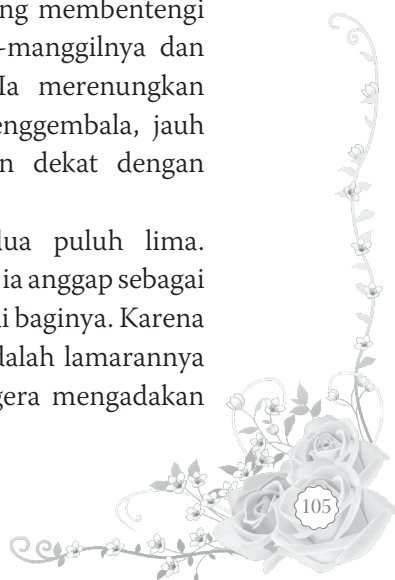 ng membentengi
-manggilnya dan
Ia merenungkan
enggembala, jauh
n dekat dengan
lua puluh lima.
ia anggap sebagai
i baginya. Karena
dalah lamarannya
gera mengadakan
105